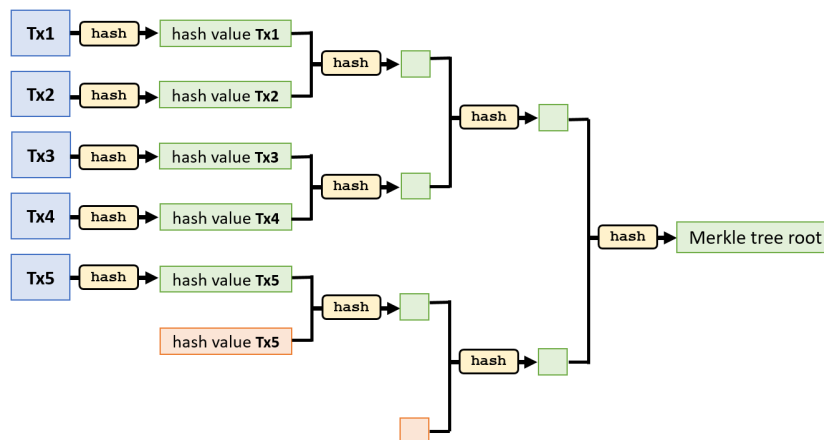 Tx1 hash hash value Tx1
hash
Tx2 hash hash value Tx2
hash
Tx3 hash hash value Tx3
hash
Tx4 hash hash value Tx4
hash Merkle tree root
Tx5 hash hash value Tx5
hash
hash value Tx5
hash